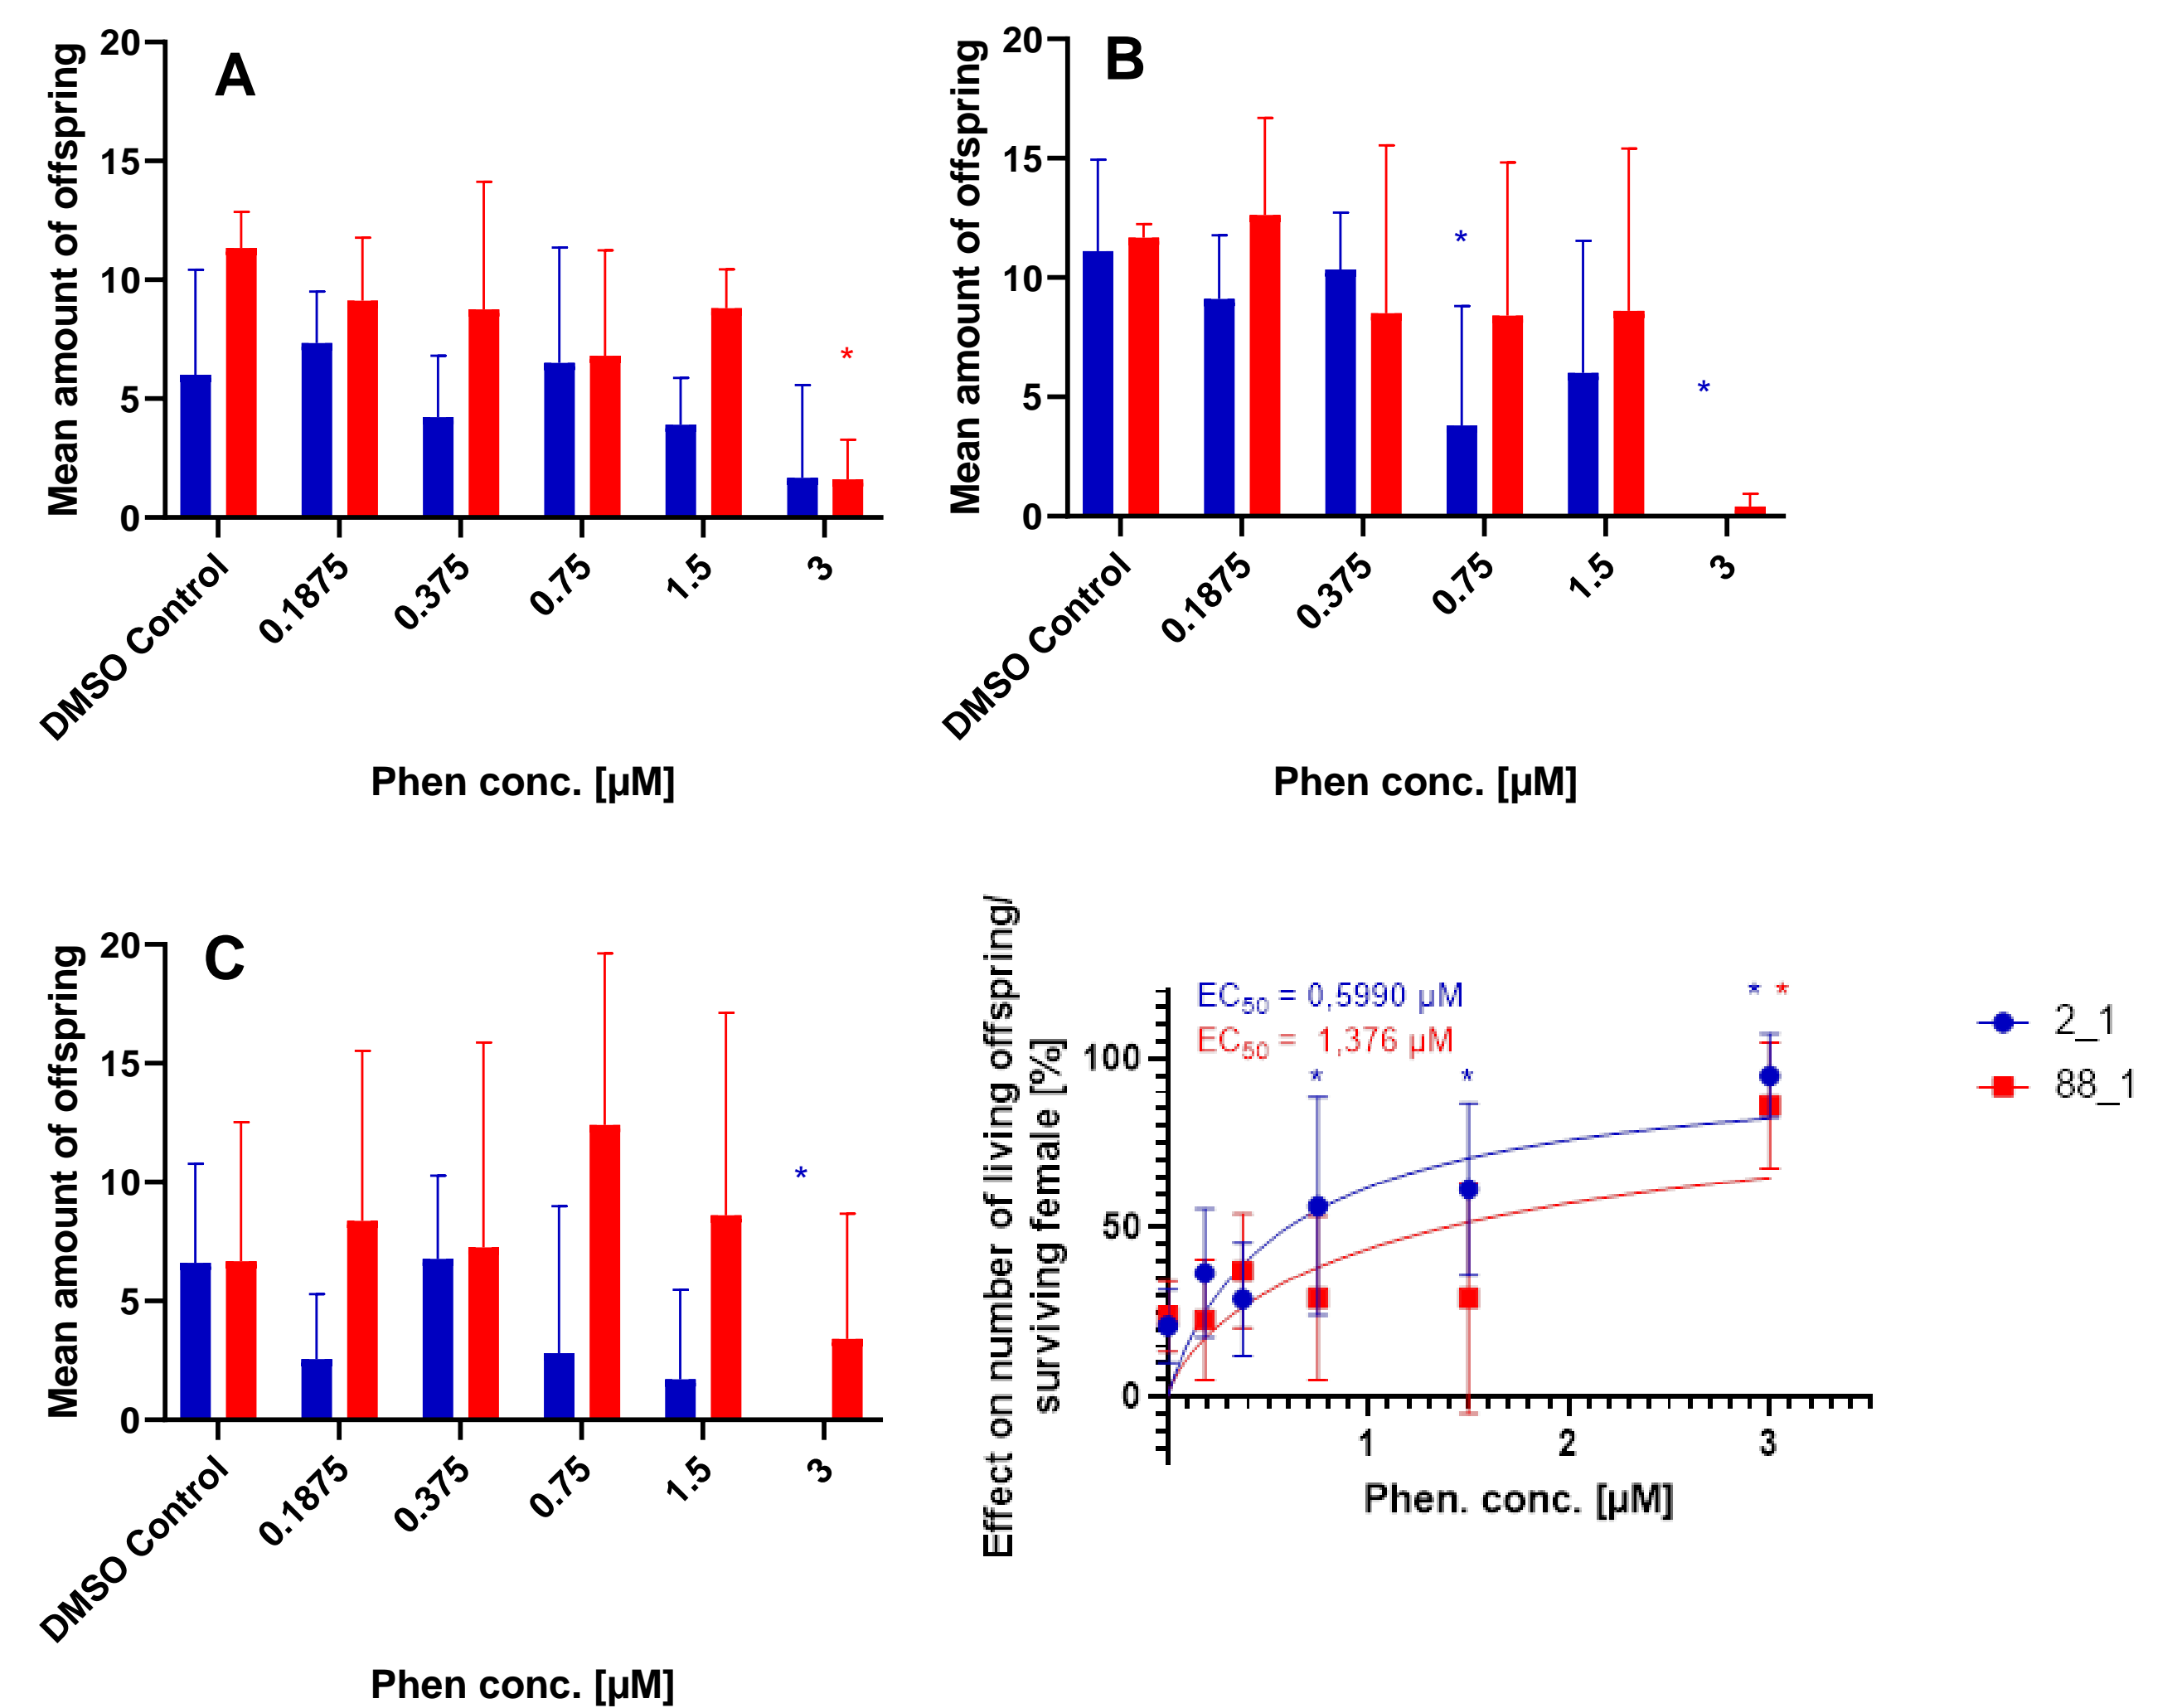 A
Mean amount of offspring
20
15
10
5
0
*
DMSO Control
0.1875
0.375
0.75
1.5
3
Phen conc. [µM]
B
Mean amount of offspring
20
15
10
5
0
*
*
DMSO Control
0.1875
0.375
0.75
1.5
3
Phen conc. [µM]
C
Mean amount of offspring
20
15
10
5
0
*
DMSO Control
0.1875
0.375
0.75
1.5
3
Phen conc. [µM]
Effect on number of living offspring/
surviving female [%]
EC50 = 0,5990 µM
EC50 = 1,376 µM
* *
* *
100
50
0
1
2
3
Phen. conc. [µM]
2_1
88_1